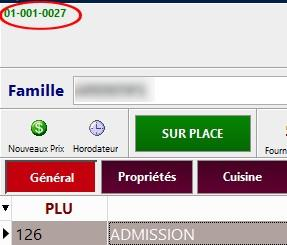 01-001-0027
Famille
Nouveaux Prix Horodateur SUR PLACE Fourn
Général Propriétés Cuisine
PLU
126 ADMISSION